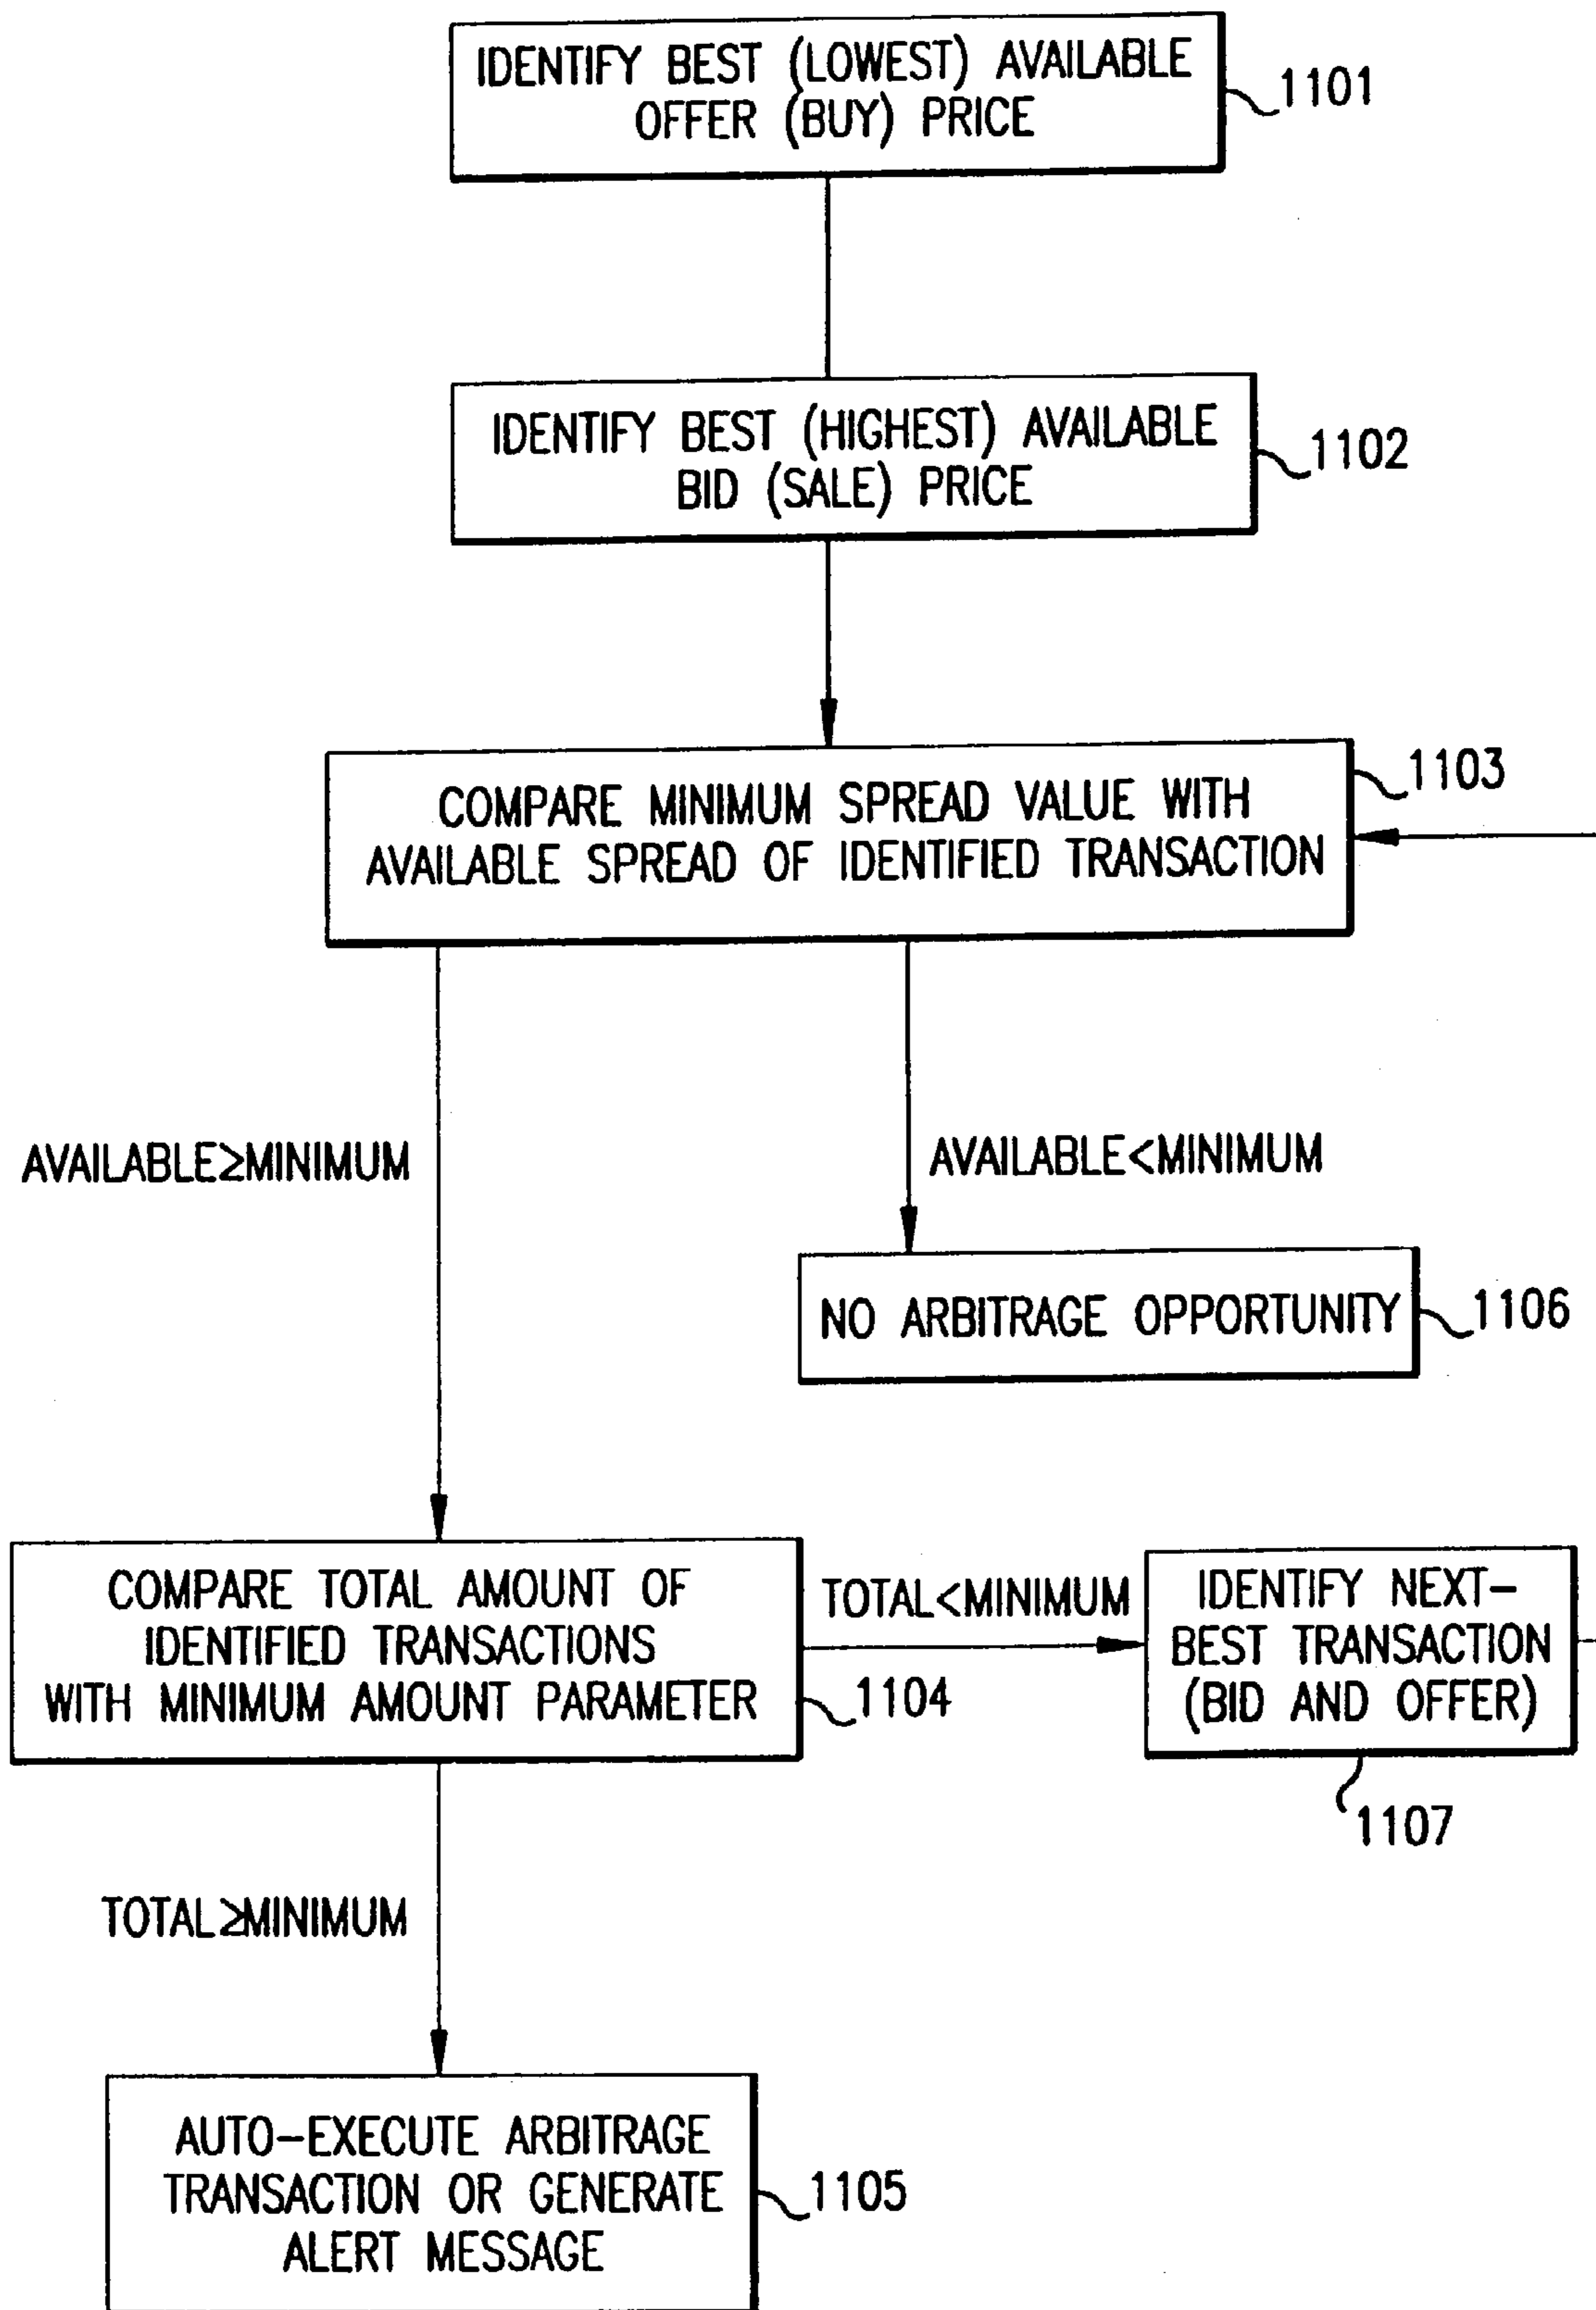 IDENTIFY BEST (LOWEST) AVAILABLE
OFFER (BUY) PRICE
1101
IDENTIFY BEST (HIGHEST) AVAILABLE
BID (SALE) PRICE
1102
COMPARE MINIMUM SPREAD VALUE WITH
AVAILABLE SPREAD OF IDENTIFIED TRANSACTION
1103
AVAILABLE≥MINIMUM
AVAILABLE<MINIMUM
NO ARBITRAGE OPPORTUNITY
1106
COMPARE TOTAL AMOUNT OF
IDENTIFIED TRANSACTIONS
WITH MINIMUM AMOUNT PARAMETER
1104
TOTAL<MINIMUM
IDENTIFY NEXT–
BEST TRANSACTION
(BID AND OFFER)
1107
TOTAL≥MINIMUM
AUTO–EXECUTE ARBITRAGE
TRANSACTION OR GENERATE
ALERT MESSAGE
1105